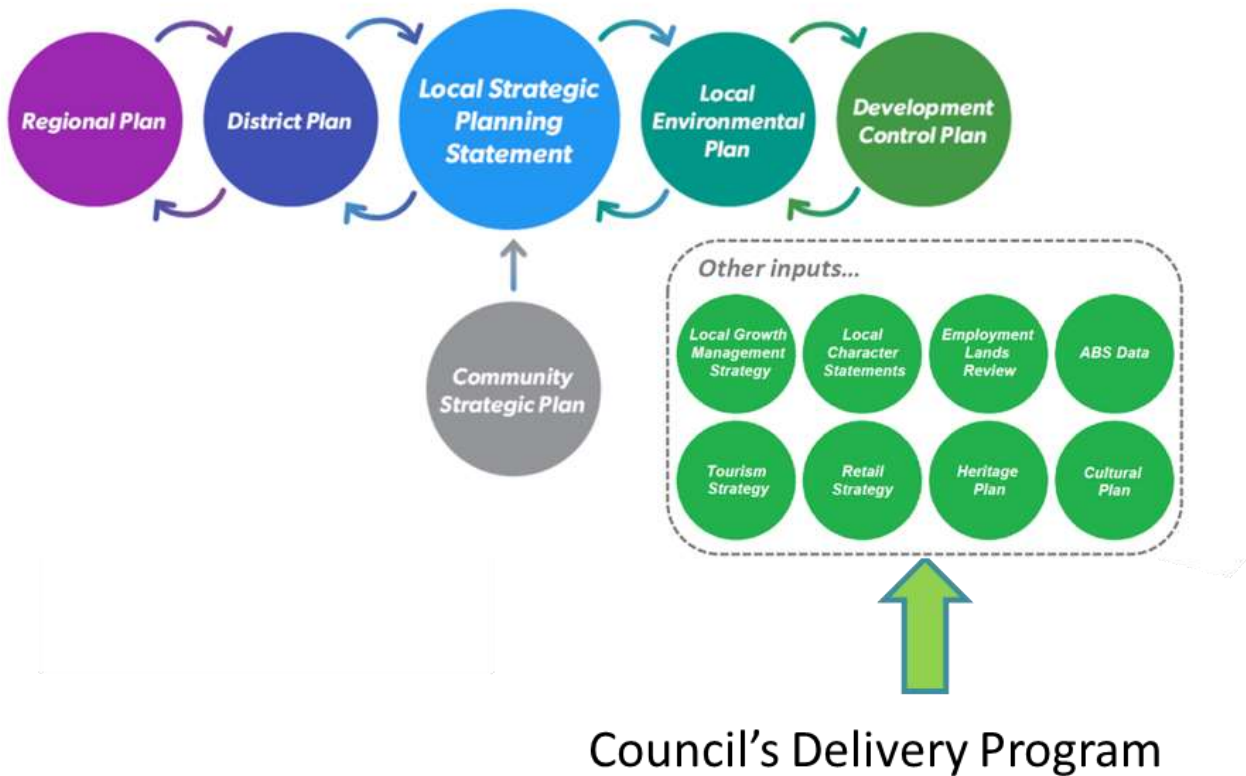 Regional Plan
District Plan
Local Strategic
Planning
Statement
Local
Environmental
Plan
Development
Control Plan
Community
Strategic Plan
Other inputs...
Local Growth
Management
Strategy
Local
Character
Statements
Employment
Lands
Review
ABS Data
Tourism
Strategy
Retail
Strategy
Heritage
Plan
Cultural
Plan
Council’s Delivery Program